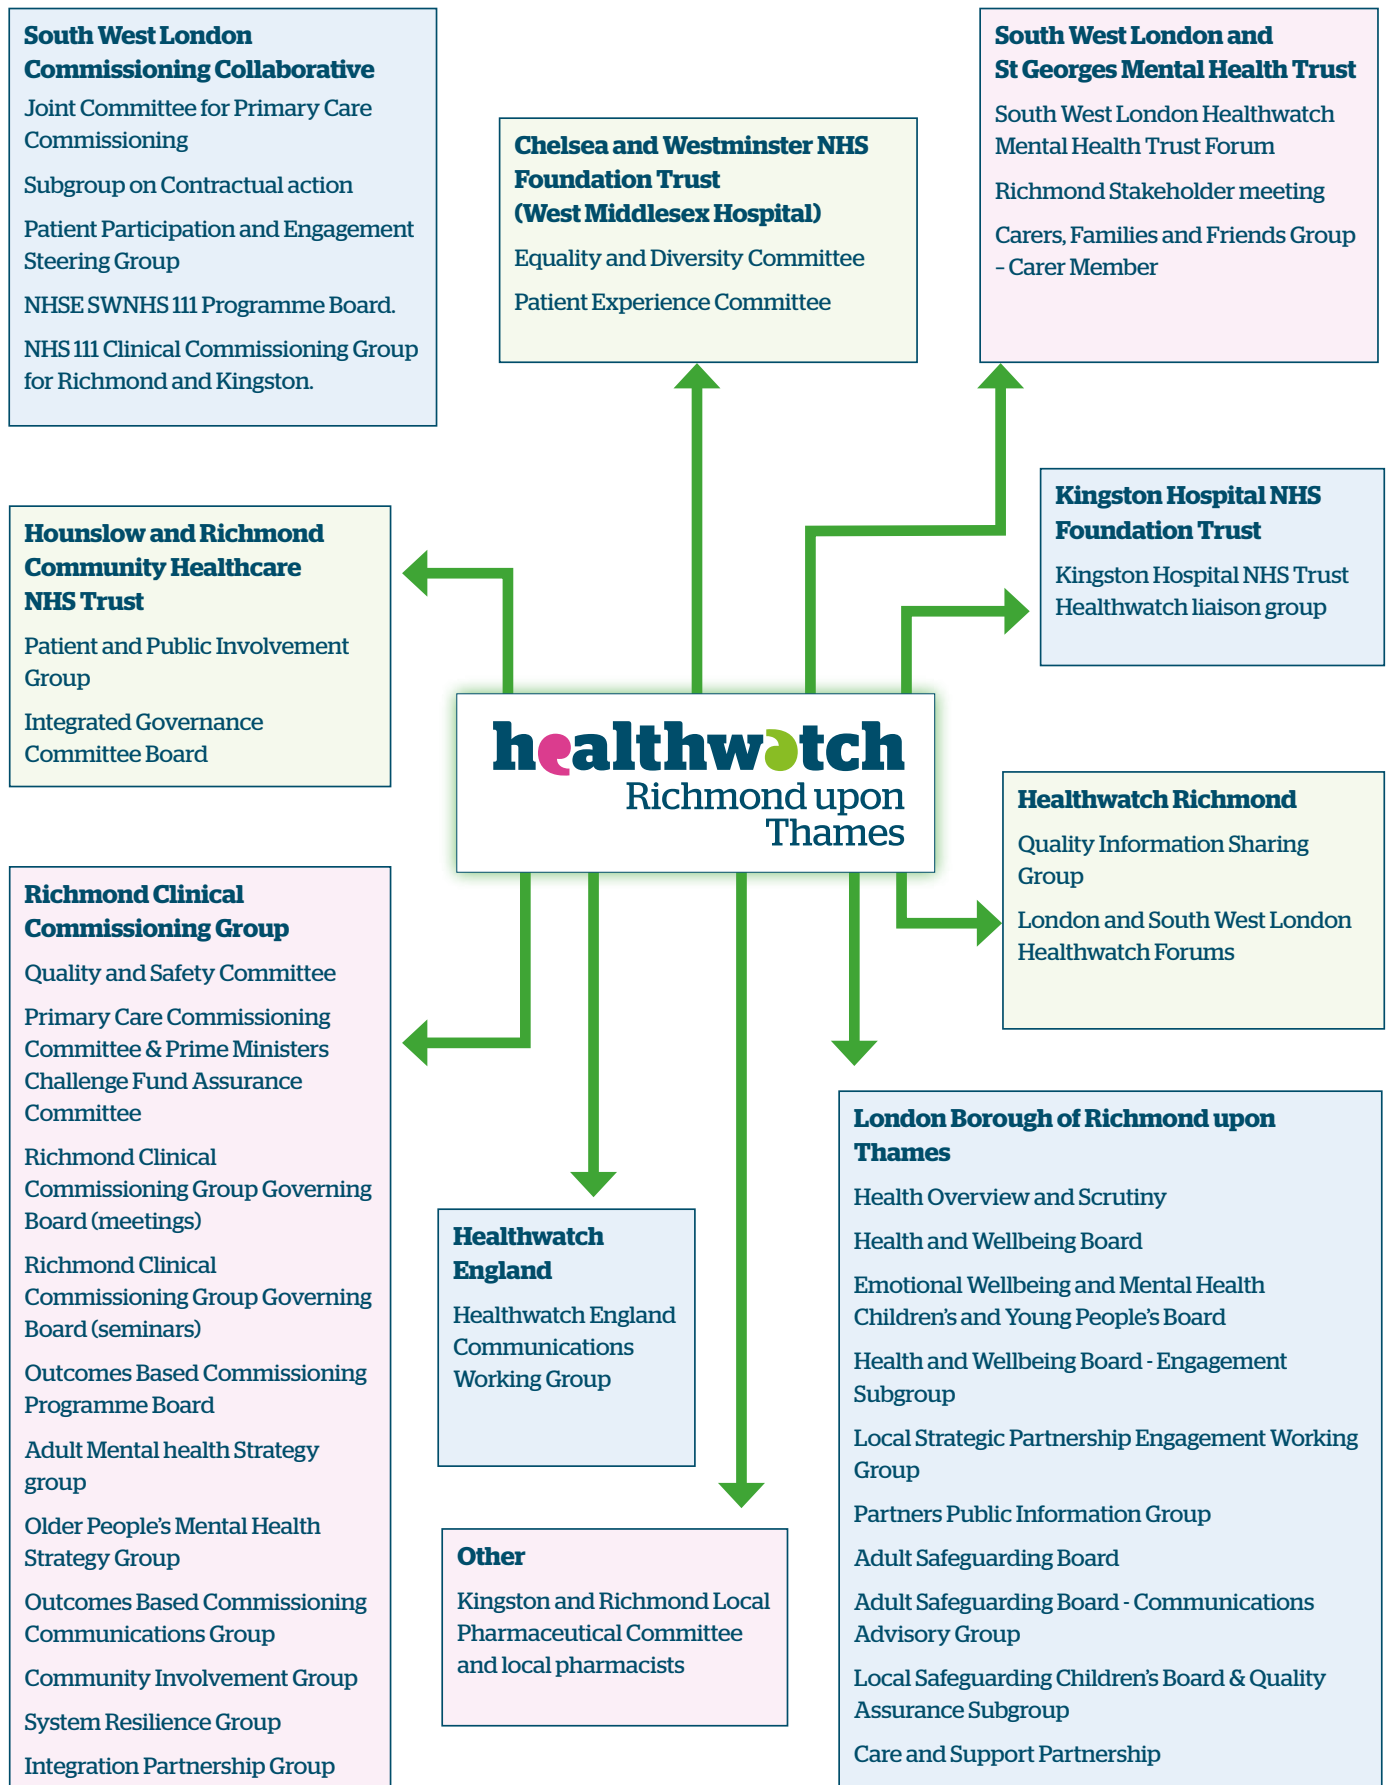 South West London
Commissioning Collaborative
Joint Committee for Primary Care
Commissioning
Subgroup on Contractual action
Patient Participation and Engagement
Steering Group
NHSE SWNHS 111 Programme Board.
NHS 111 Clinical Commissioning Group
for Richmond and Kingston.
Chelsea and Westminster NHS
Foundation Trust
(West Middlesex Hospital)
Equality and Diversity Committee
Patient Experience Committee
South West London and
St Georges Mental Health Trust
South West London Healthwatch
Mental Health Trust Forum
Richmond Stakeholder meeting
Carers, Families and Friends Group
– Carer Member
Kingston Hospital NHS
Foundation Trust
Kingston Hospital NHS Trust
Healthwatch liaison group
Hounslow and Richmond
Community Healthcare
NHS Trust
Patient and Public Involvement
Group
Integrated Governance
Committee Board
healthwatch
Richmond upon
Thames
Healthwatch Richmond
Quality Information Sharing
Group
London and South West London
Healthwatch Forums
Richmond Clinical
Commissioning Group
Quality and Safety Committee
Primary Care Commissioning
Committee & Prime Ministers
Challenge Fund Assurance
Committee
Richmond Clinical
Commissioning Group Governing
Board (meetings)
Richmond Clinical
Commissioning Group Governing
Board (seminars)
Outcomes Based Commissioning
Programme Board
Adult Mental health Strategy
group
Older People's Mental Health
Strategy Group
Outcomes Based Commissioning
Communications Group
Community Involvement Group
System Resilience Group
Integration Partnership Group
Healthwatch
England
Healthwatch England
Communications
Working Group
Other
Kingston and Richmond Local
Pharmaceutical Committee
and local pharmacists
London Borough of Richmond upon
Thames
Health Overview and Scrutiny
Health and Wellbeing Board
Emotional Wellbeing and Mental Health
Children's and Young People's Board
Health and Wellbeing Board - Engagement
Subgroup
Local Strategic Partnership Engagement Working
Group
Partners Public Information Group
Adult Safeguarding Board
Adult Safeguarding Board - Communications
Advisory Group
Local Safeguarding Children's Board & Quality
Assurance Subgroup
Care and Support Partnership